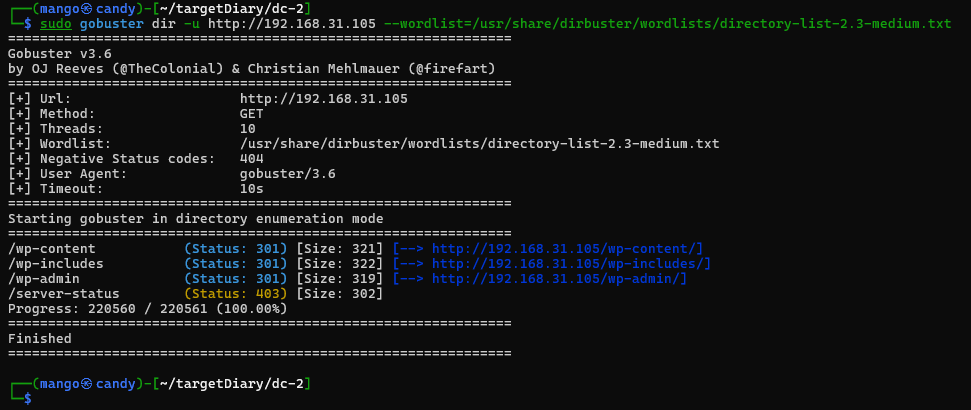 ┌──(mango㉿candy)-[~/targetDiary/dc-2]
└─$ sudo gobuster dir -u http://192.168.31.105 --wordlist=/usr/share/dirbuster/wordlists/directory-list-2.3-medium.txt
===============================================================
Gobuster v3.6
by OJ Reeves (@TheColonial) & Christian Mehlmauer (@firefart)
===============================================================
[+] Url:                     http://192.168.31.105
[+] Method:                  GET
[+] Threads:                 10
[+] Wordlist:                /usr/share/dirbuster/wordlists/directory-list-2.3-medium.txt
[+] Negative Status codes:   404
[+] User Agent:              gobuster/3.6
[+] Timeout:                 10s
===============================================================
Starting gobuster in directory enumeration mode
===============================================================
/wp-content           (Status: 301) [Size: 321] [--> http://192.168.31.105/wp-content/]
/wp-includes          (Status: 301) [Size: 322] [--> http://192.168.31.105/wp-includes/]
/wp-admin             (Status: 301) [Size: 319] [--> http://192.168.31.105/wp-admin/]
/server-status        (Status: 403) [Size: 302]
Progress: 220560 / 220561 (100.00%)
===============================================================
Finished
===============================================================
┌──(mango㉿candy)-[~/targetDiary/dc-2]
└─$